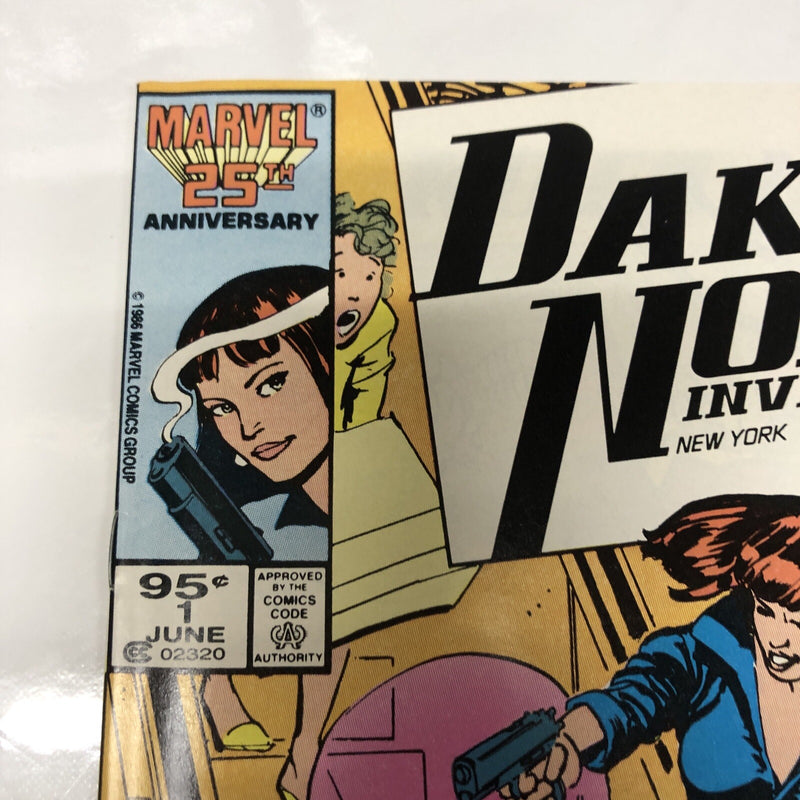 MARVEL®
25TH
ANNIVERSARY
© 1986 MARVEL COMICS GROUP
95¢
1
JUNE
CC 02320
APPROVED
BY THE
COMICS
CODE
AUTHORITY
DAK
NO
INV
NEW YORK